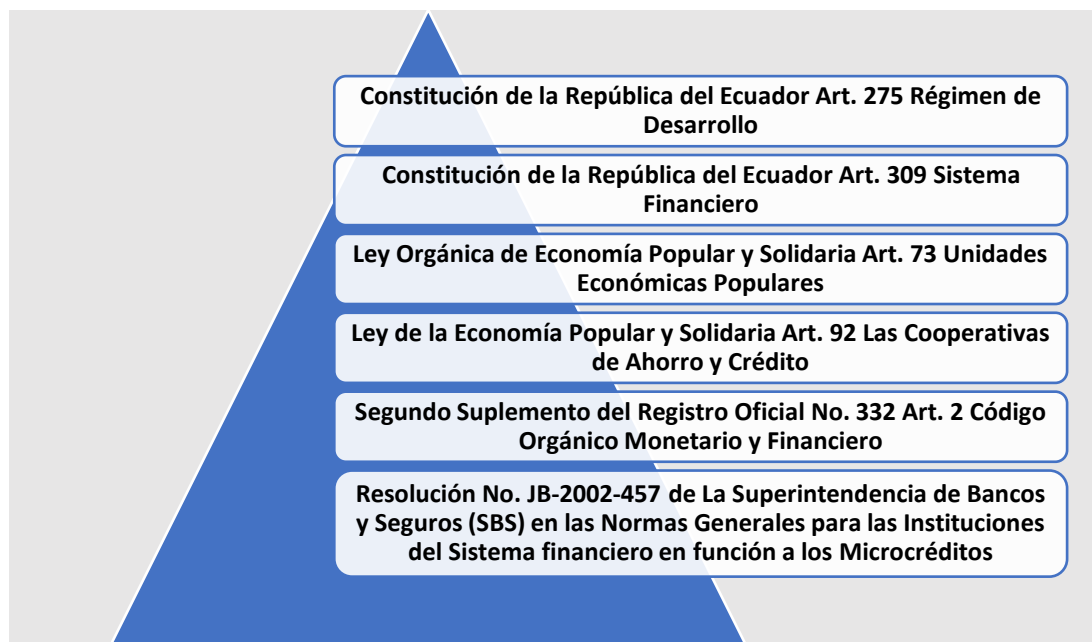 Constitución de la República del Ecuador Art. 275 Régimen de
Desarrollo
Constitución de la República del Ecuador Art. 309 Sistema
Financiero
Ley Orgánica de Economía Popular y Solidaria Art. 73 Unidades
Económicas Populares
Ley de la Economía Popular y Solidaria Art. 92 Las Cooperativas
de Ahorro y Crédito
Segundo Suplemento del Registro Oficial No. 332 Art. 2 Código
Orgánico Monetario y Financiero
Resolución No. JB-2002-457 de La Superintendencia de Bancos
y Seguros (SBS) en las Normas Generales para las Instituciones
del Sistema financiero en función a los Microcréditos